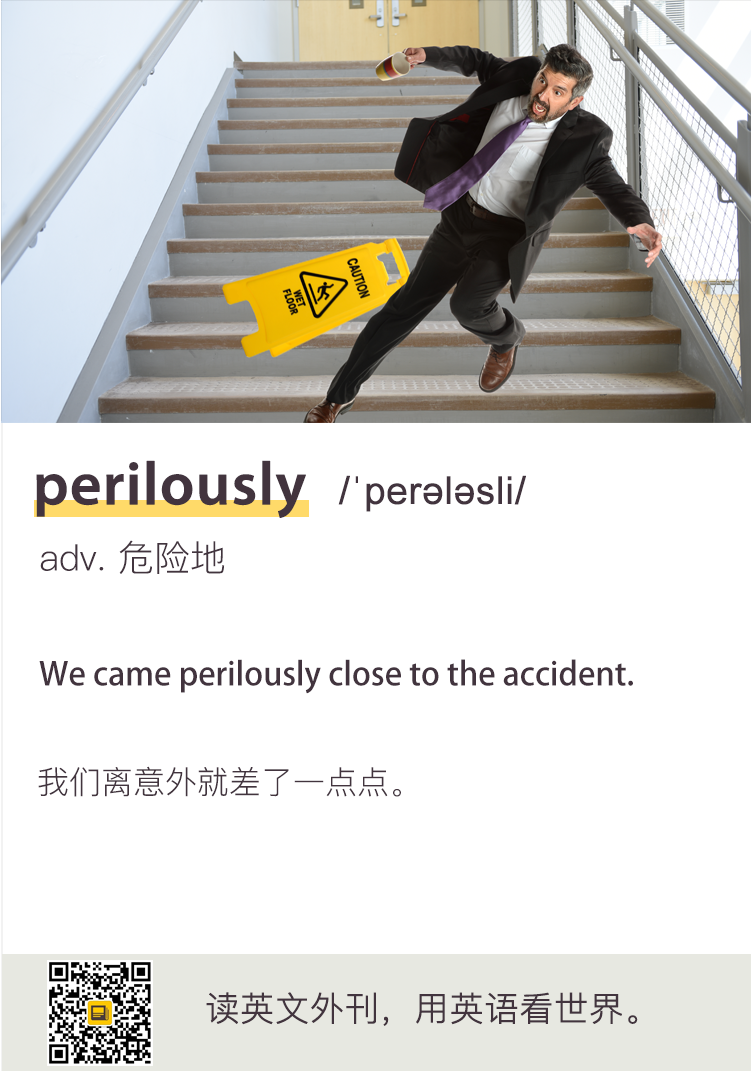 CAUTION
WET
FLOOR
perilously /ˈperələsli/
adv. 危险地
We came perilously close to the accident.
我们离意外就差了一点点。
读英文外刊，用英语看世界。